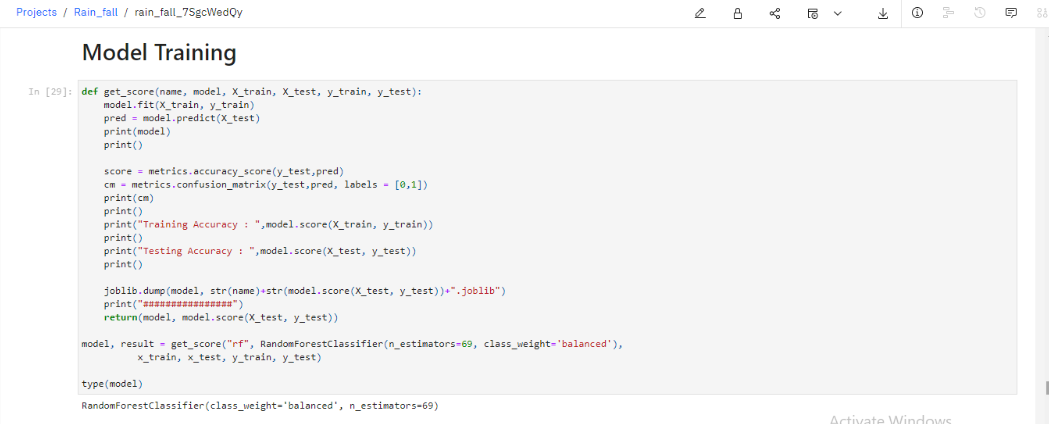 Projects / Rain_fall / rain_fall_7SgcWedQy
Model Training
In [29]: def get_score(name, model, X_train, X_test, y_train, y_test):
    model.fit(X_train, y_train)
    pred = model.predict(X_test)
    print(model)
    print()

    score = metrics.accuracy_score(y_test,pred)
    cm = metrics.confusion_matrix(y_test,pred, labels = [0,1])
    print(cm)
    print()
    print("Training Accuracy : ",model.score(X_train, y_train))
    print()
    print("Testing Accuracy : ",model.score(X_test, y_test))
    print()

    joblib.dump(model, str(name)+str(model.score(X_test, y_test))+".joblib")
    print("################")
    return(model, model.score(X_test, y_test))

model, result = get_score("rf", RandomForestClassifier(n_estimators=69, class_weight='balanced'),
          x_train, x_test, y_train, y_test)

type(model)
RandomForestClassifier(class_weight='balanced', n_estimators=69)
Activate Windows